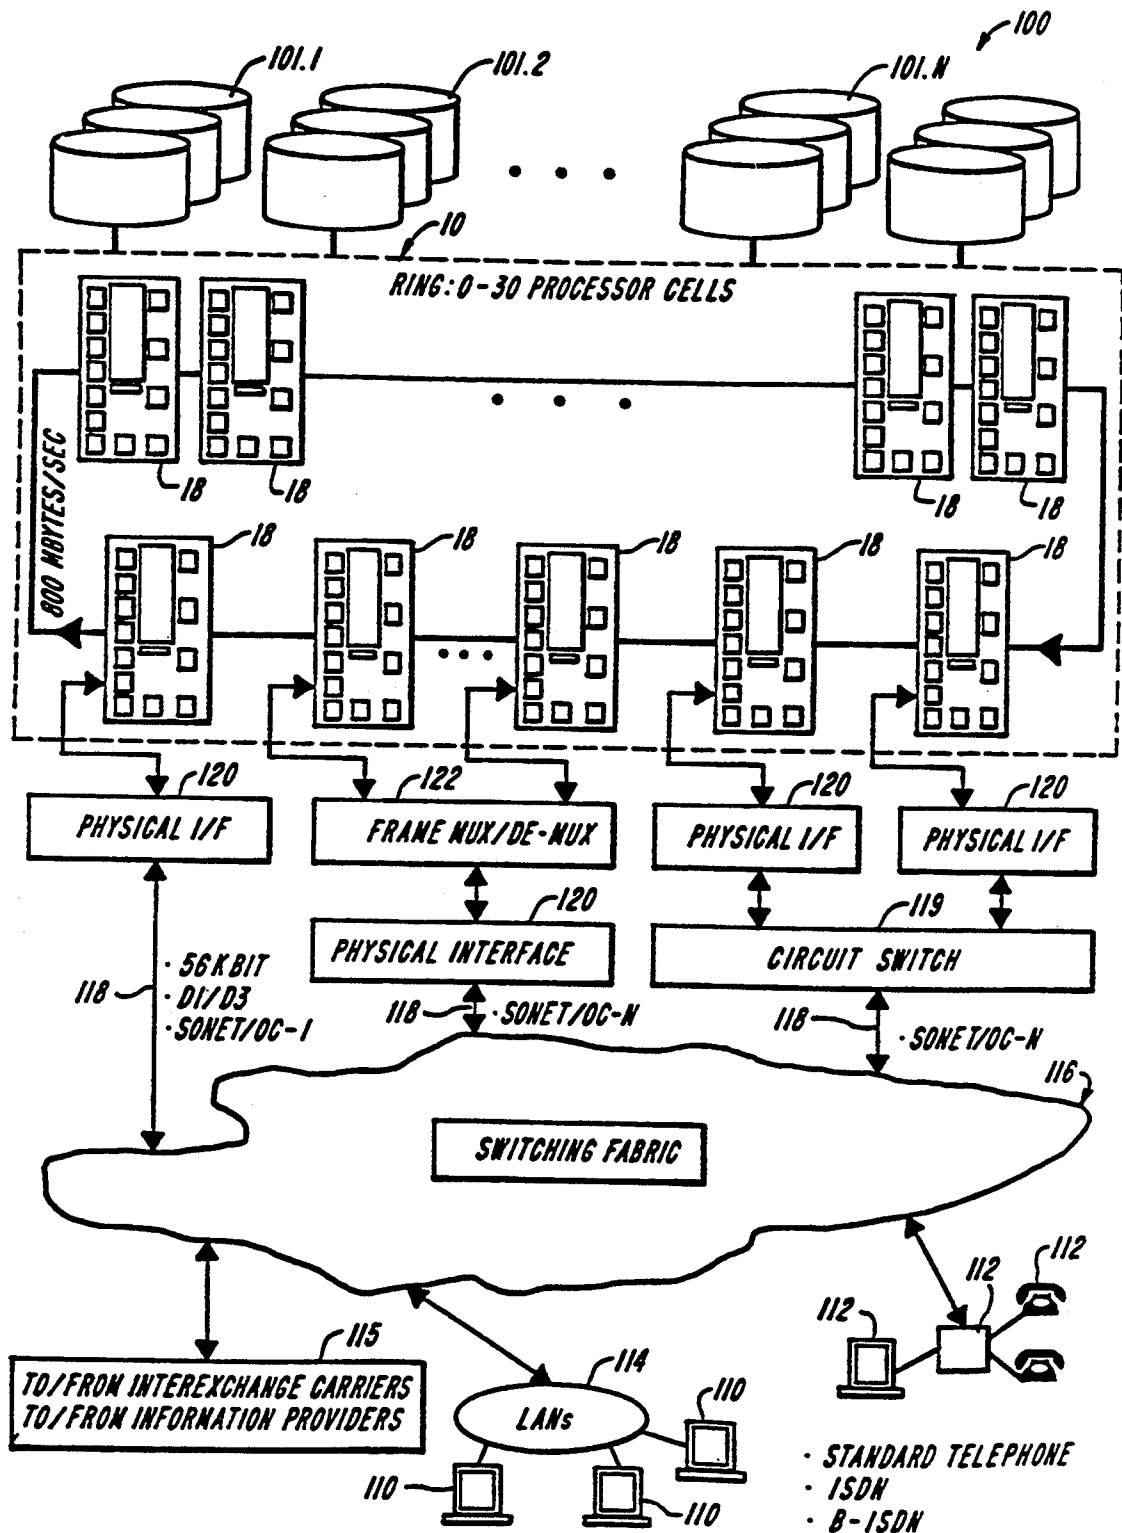 100
101.1
101.2
101.N
10
RING: 0-30 PROCESSOR CELLS
800 MBYTES/SEC
18
18
18
18
18
18
18
18
18
120
PHYSICAL I/F
122
FRAME MUX/DE-MUX
120
PHYSICAL I/F
120
PHYSICAL I/F
120
PHYSICAL INTERFACE
119
CIRCUIT SWITCH
118
· 56KBIT
· D1/D3
· SONET/OC-1
118
· SONET/OC-N
118
· SONET/OC-N
116
SWITCHING FABRIC
115
TO/FROM INTEREXCHANGE CARRIERS
TO/FROM INFORMATION PROVIDERS
114
LANs
110
110
110
112
112
112
· STANDARD TELEPHONE
· ISDN
· B-ISDN